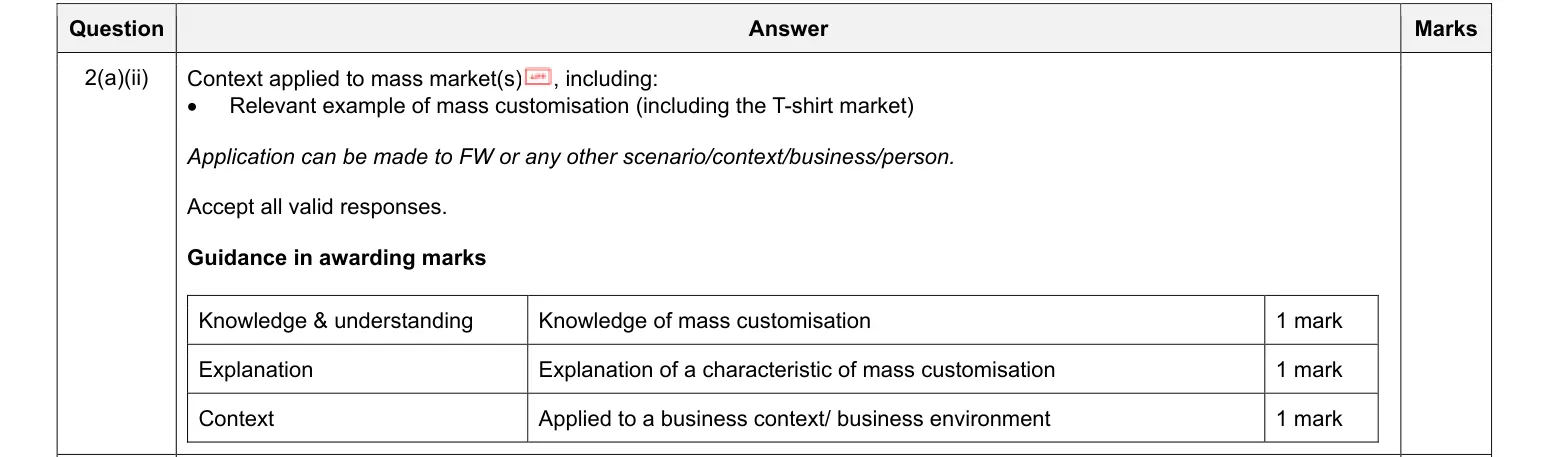 Question Answer Marks
2(a)(ii) Context applied to mass market(s) , including:
• Relevant example of mass customisation (including the T-shirt market)
Application can be made to FW or any other scenario/context/business/person.
Accept all valid responses.
Guidance in awarding marks
Knowledge & understanding Knowledge of mass customisation 1 mark
Explanation Explanation of a characteristic of mass customisation 1 mark
Context Applied to a business context/ business environment 1 mark